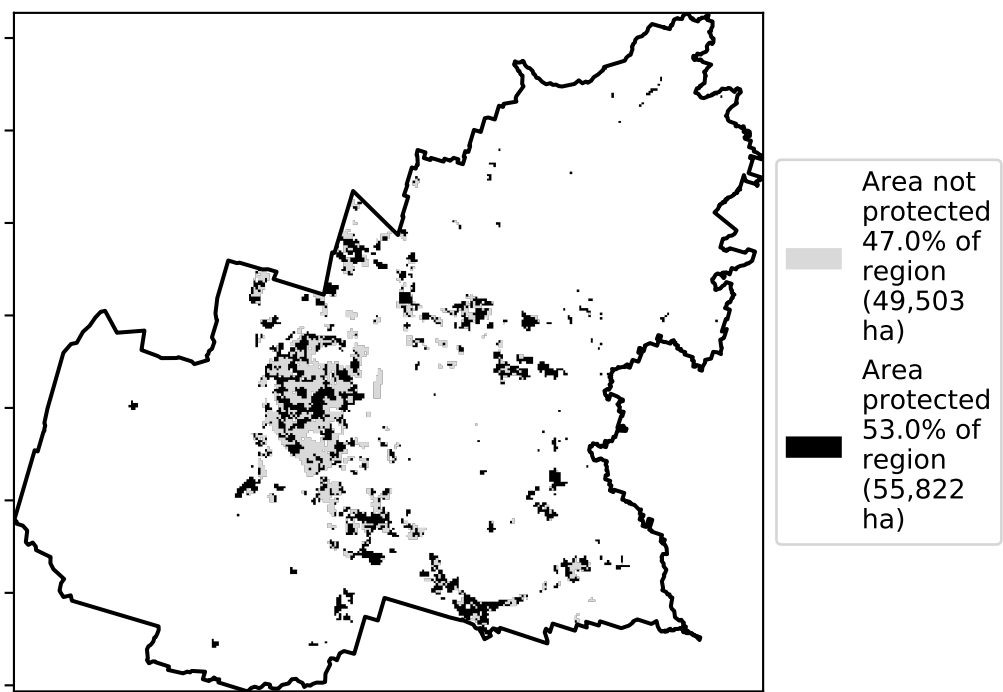 Area not
protected
47.0% of
region
(49,503
ha)
Area
protected
53.0% of
region
(55,822
ha)